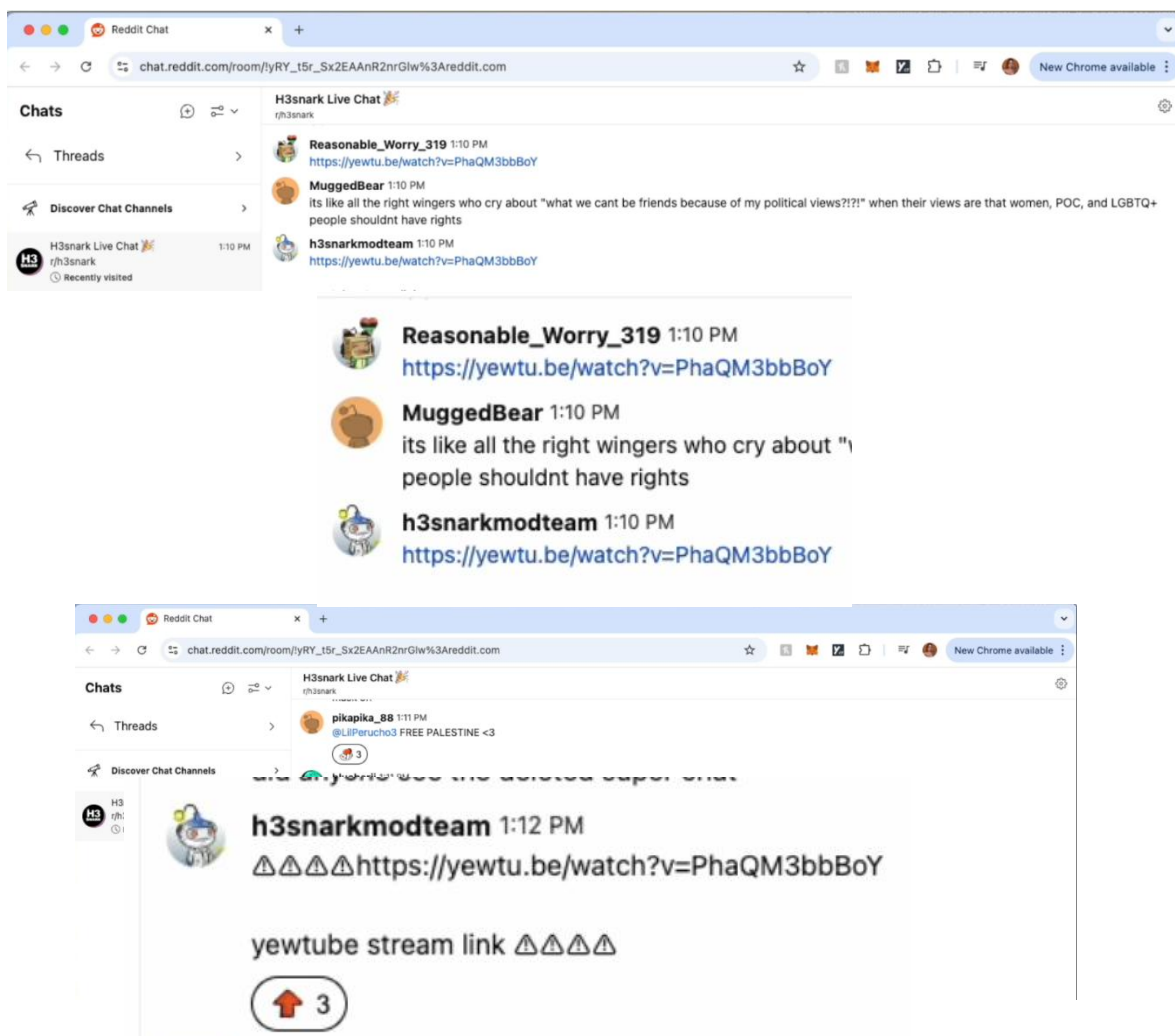 Reddit Chat
chat.reddit.com/room/!yRY_t5r_Sx2EAAnR2nrGlw%3Areddit.com
New Chrome available
Chats
Threads
Discover Chat Channels
H3snark Live Chat 🎉 1:10 PM
r/h3snark
Recently visited
H3snark Live Chat 🎉
r/h3snark
Reasonable_Worry_319 1:10 PM
https://yewtu.be/watch?v=PhaQM3bbBoY
MuggedBear 1:10 PM
its like all the right wingers who cry about "what we cant be friends because of my political views?!?!" when their views are that women, POC, and LGBTQ+
people shouldnt have rights
h3snarkmodteam 1:10 PM
https://yewtu.be/watch?v=PhaQM3bbBoY
Reasonable_Worry_319 1:10 PM
https://yewtu.be/watch?v=PhaQM3bbBoY
MuggedBear 1:10 PM
its like all the right wingers who cry about "
people shouldnt have rights
h3snarkmodteam 1:10 PM
https://yewtu.be/watch?v=PhaQM3bbBoY
Reddit Chat
chat.reddit.com/room/!yRY_t5r_Sx2EAAnR2nrGlw%3Areddit.com
New Chrome available
Chats
Threads
Discover Chat Channels
H3
H3snark Live Chat 🎉
r/h3snark
pikapika_88 1:11 PM
@LilPerucho3 FREE PALESTINE <3
3
did anyone see the deleted super chat
h3snarkmodteam 1:12 PM
⚠⚠⚠⚠https://yewtu.be/watch?v=PhaQM3bbBoY
yewtube stream link ⚠⚠⚠⚠
3